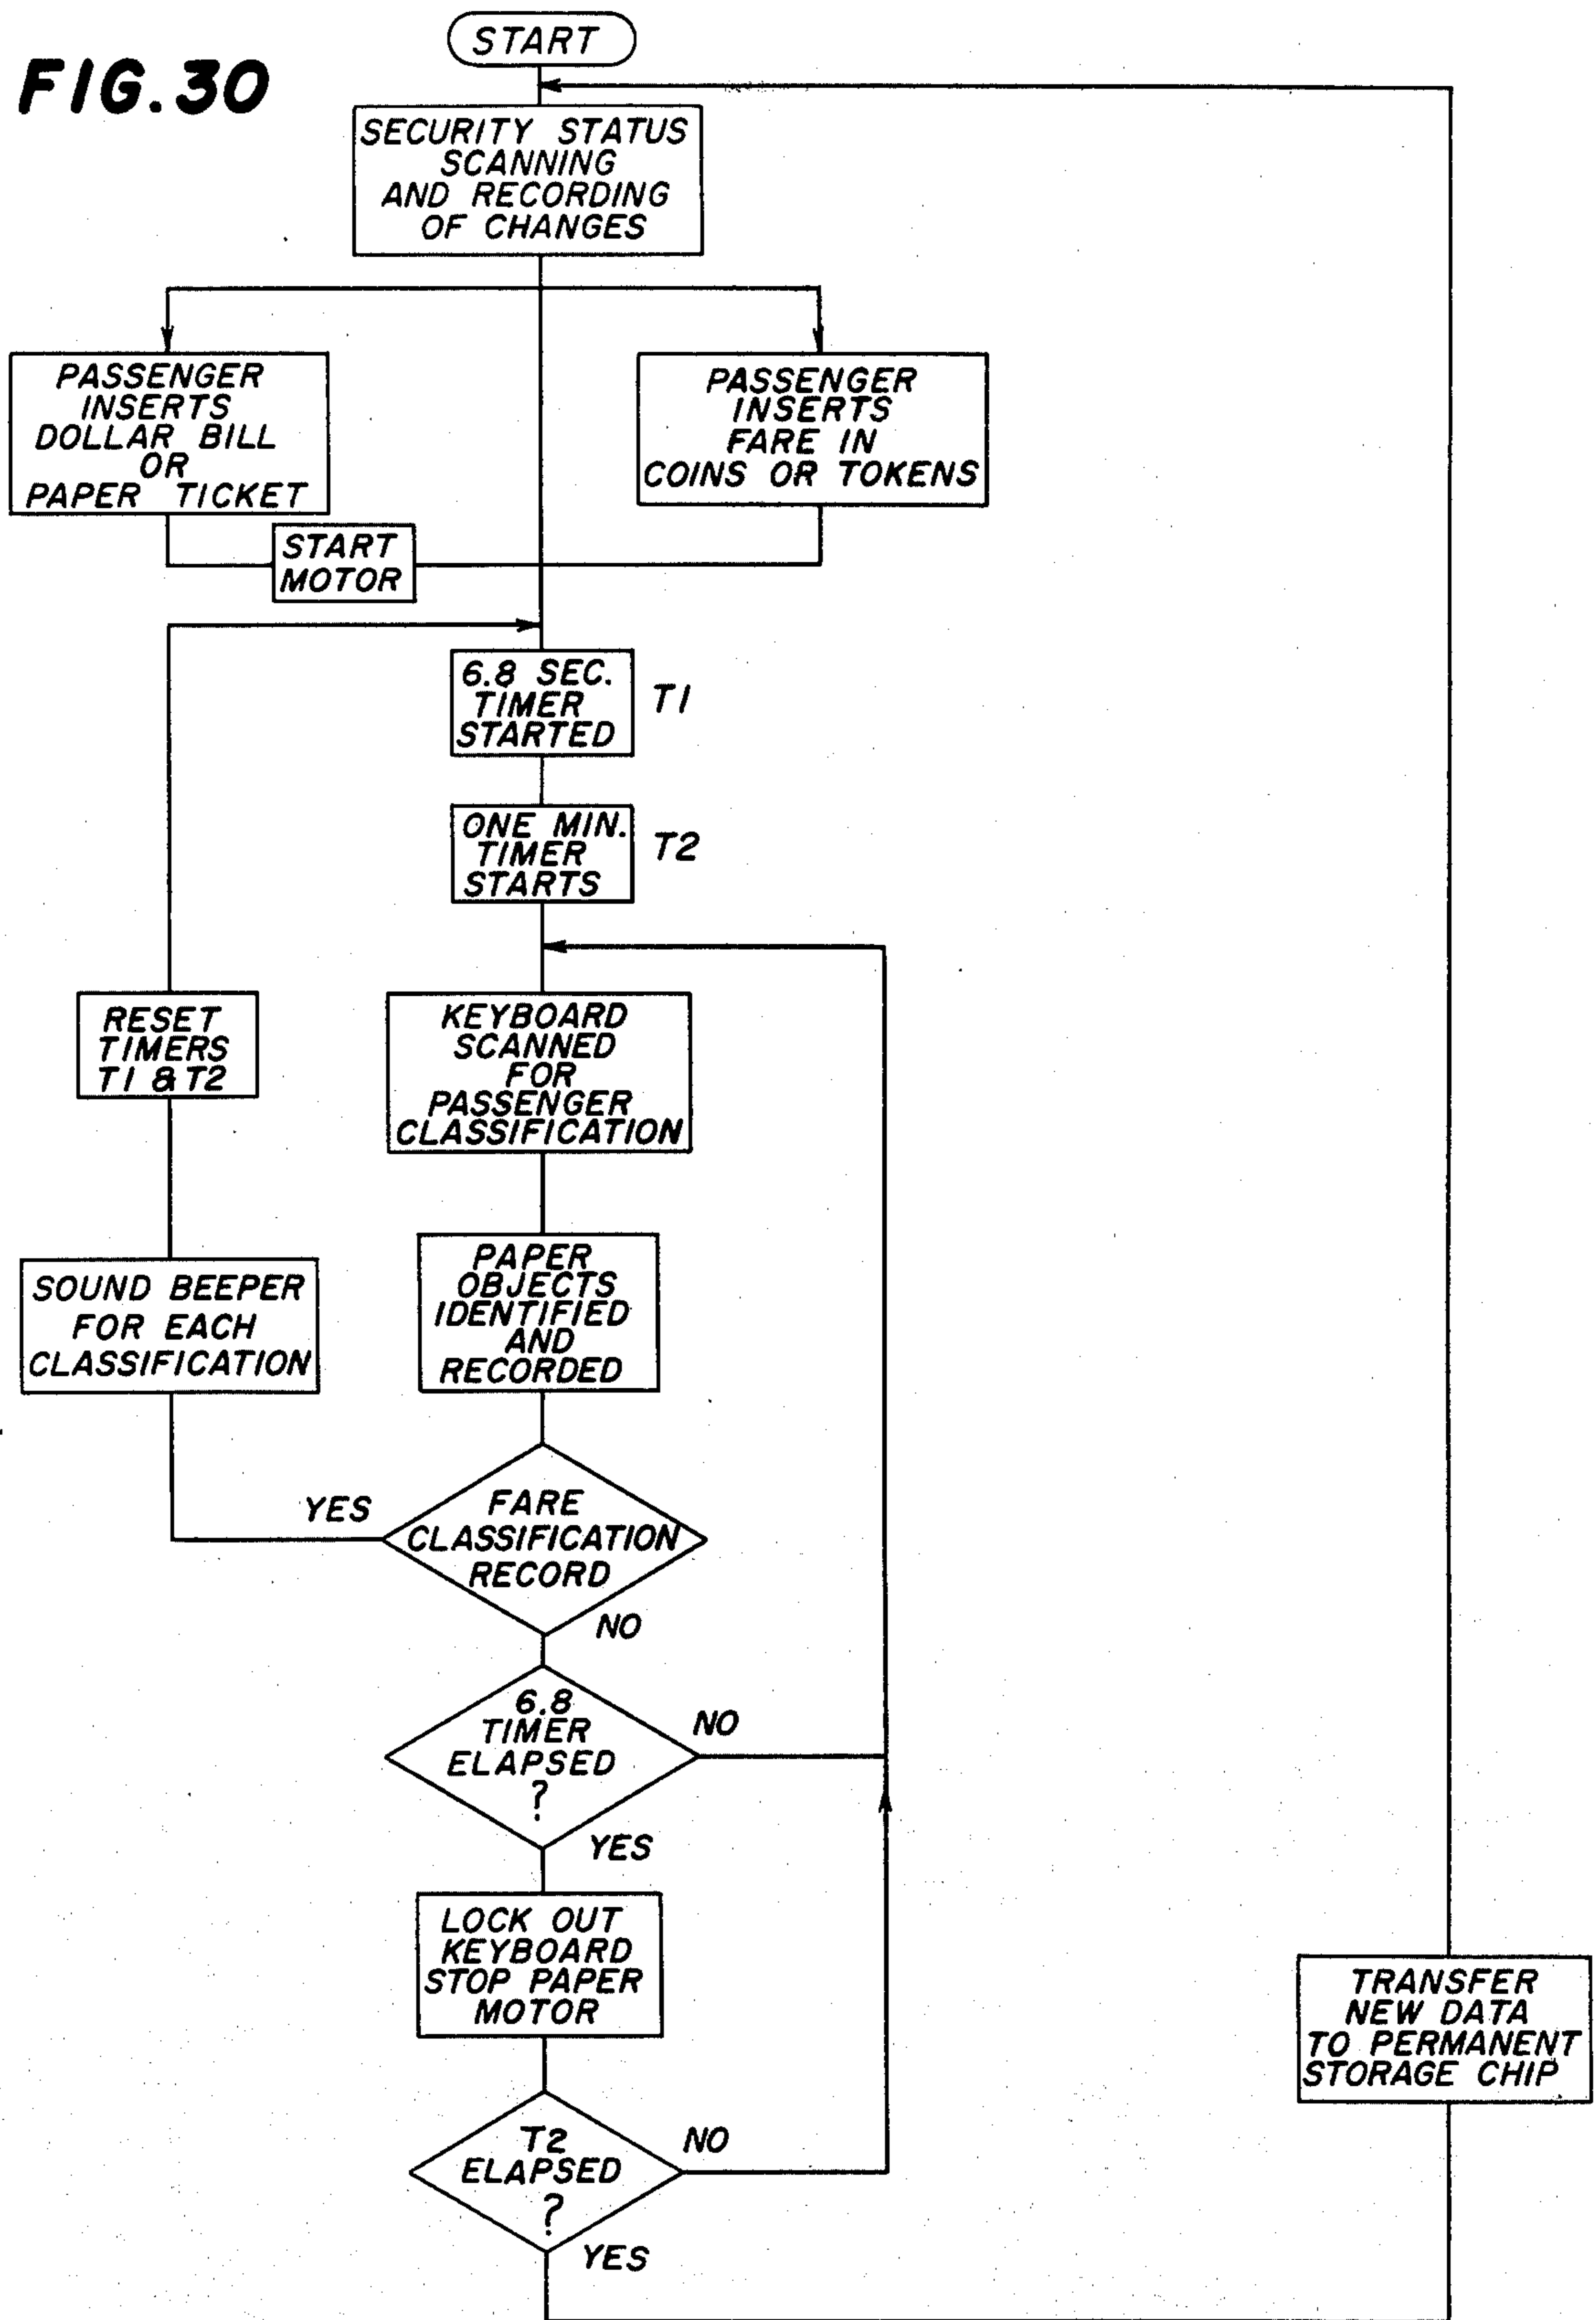 FIG.30
START
SECURITY STATUS
SCANNING
AND RECORDING
OF CHANGES
PASSENGER
INSERTS
DOLLAR BILL
OR
PAPER TICKET
PASSENGER
INSERTS
FARE IN
COINS OR TOKENS
START
MOTOR
6.8 SEC.
TIMER
STARTED
T1
ONE MIN.
TIMER
STARTS
T2
RESET
TIMERS
T1 & T2
KEYBOARD
SCANNED
FOR
PASSENGER
CLASSIFICATION
SOUND BEEPER
FOR EACH
CLASSIFICATION
PAPER
OBJECTS
IDENTIFIED
AND
RECORDED
YES
FARE
CLASSIFICATION
RECORD
NO
6.8
TIMER
ELAPSED
?
NO
YES
LOCK OUT
KEYBOARD
STOP PAPER
MOTOR
TRANSFER
NEW DATA
TO PERMANENT
STORAGE CHIP
T2
ELAPSED
?
NO
YES